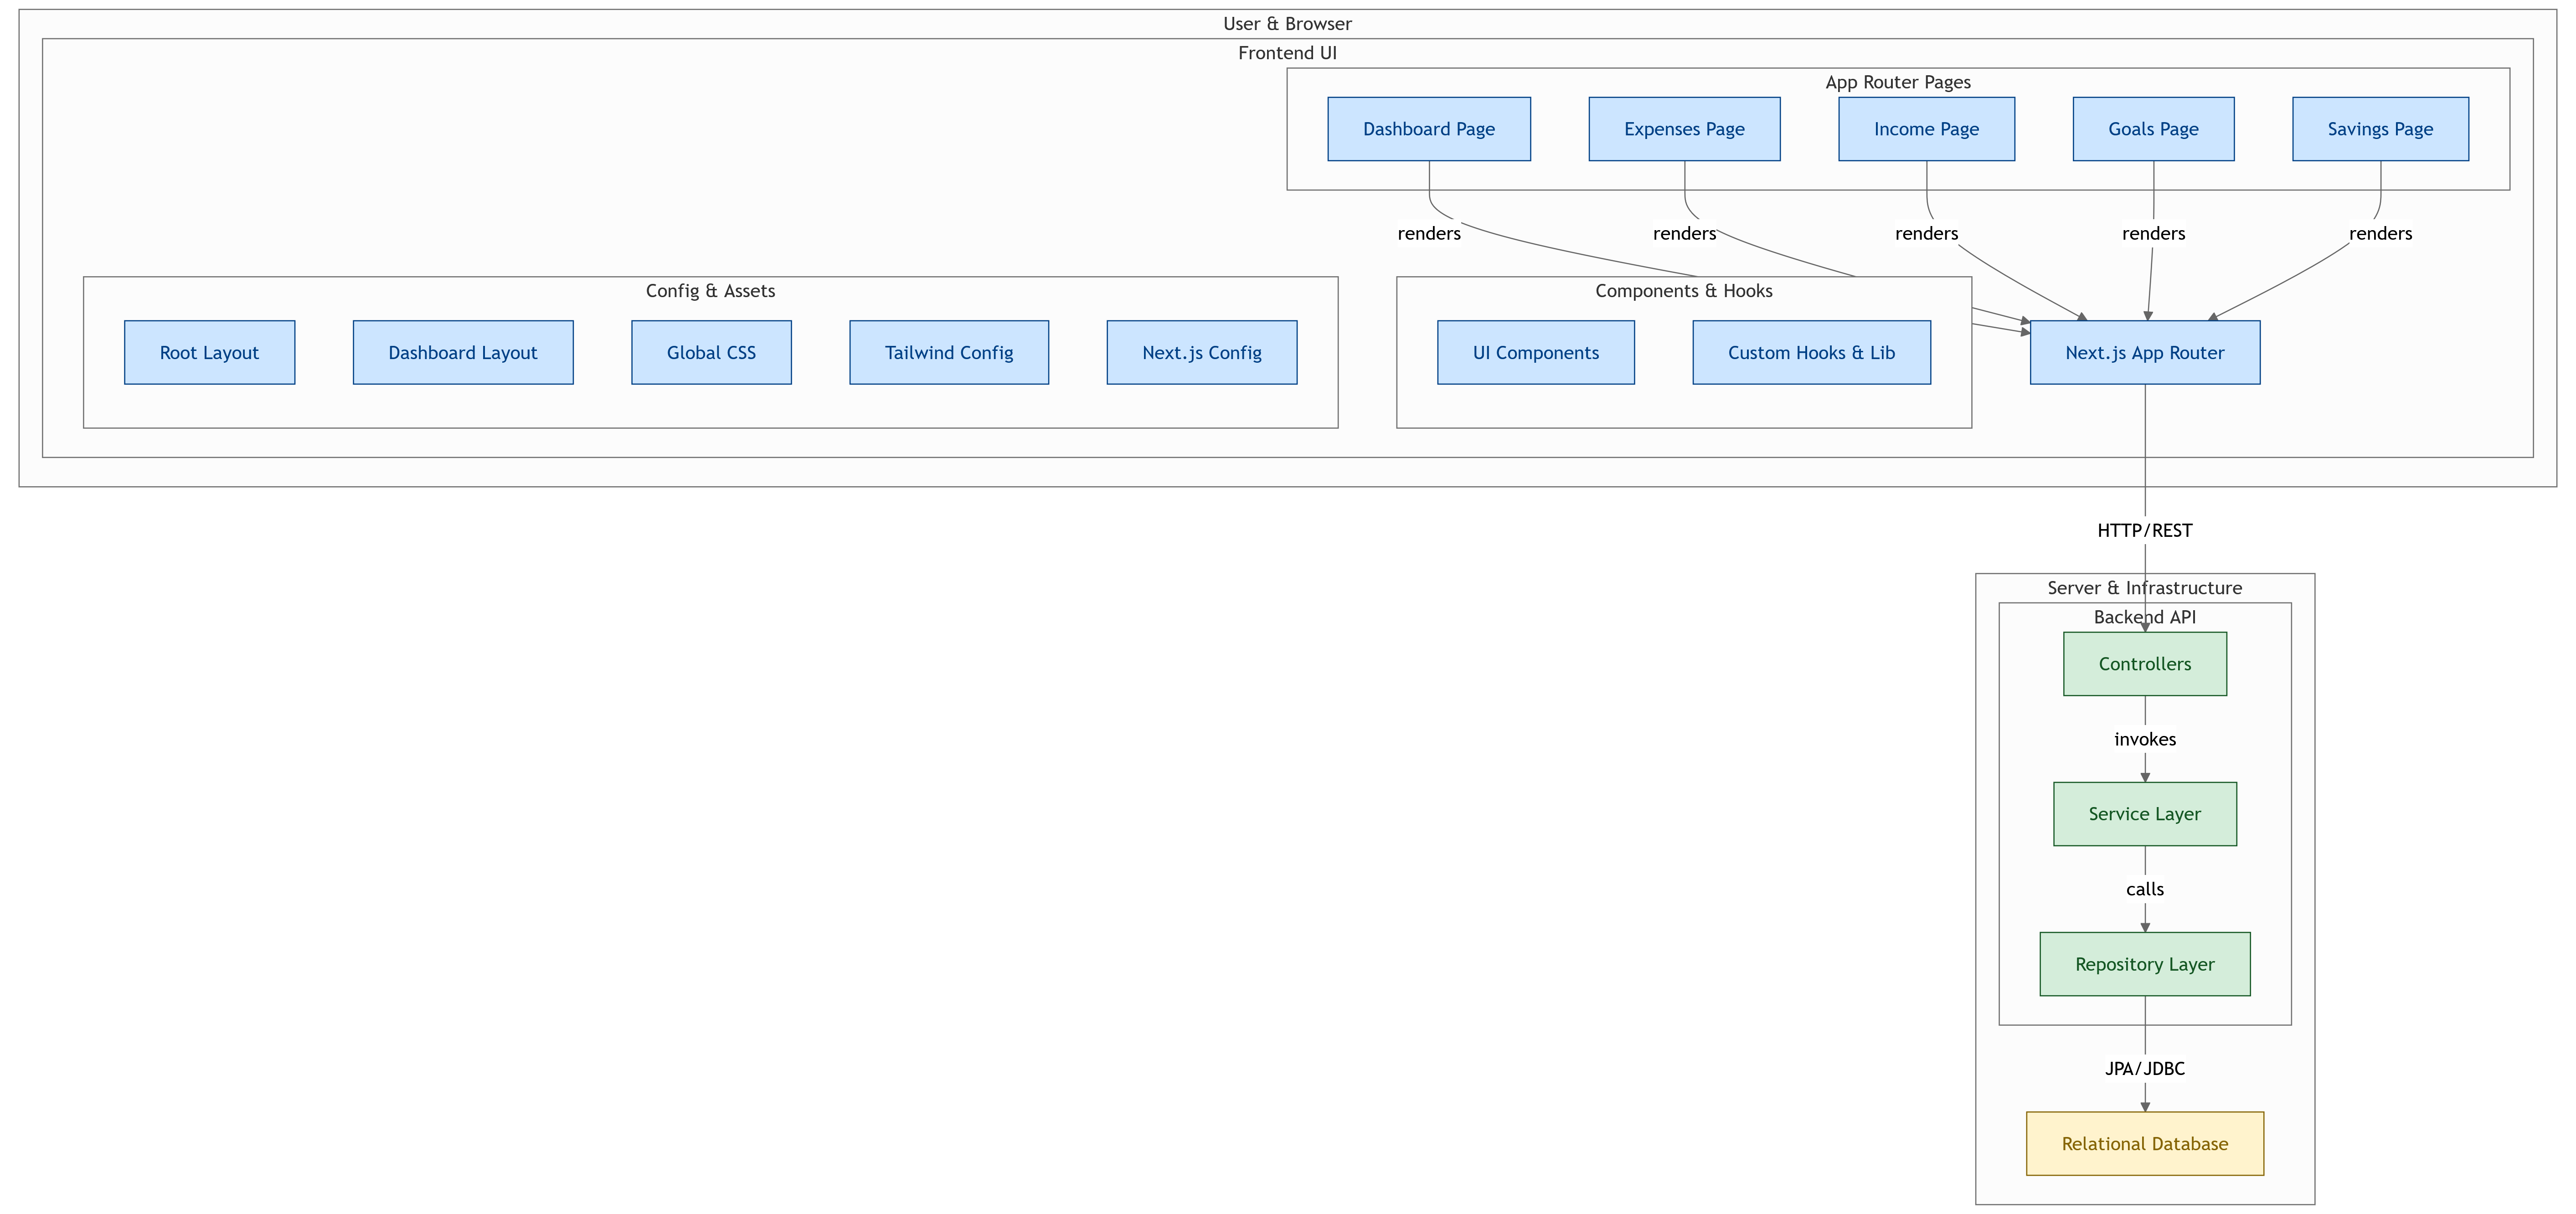 User & Browser
Frontend UI
App Router Pages
Dashboard Page
Expenses Page
Income Page
Goals Page
Savings Page
renders
renders
renders
renders
renders
Config & Assets
Root Layout
Dashboard Layout
Global CSS
Tailwind Config
Next.js Config
Components & Hooks
UI Components
Custom Hooks & Lib
Next.js App Router
HTTP/REST
Server & Infrastructure
Backend API
Controllers
invokes
Service Layer
calls
Repository Layer
JPA/JDBC
Relational Database